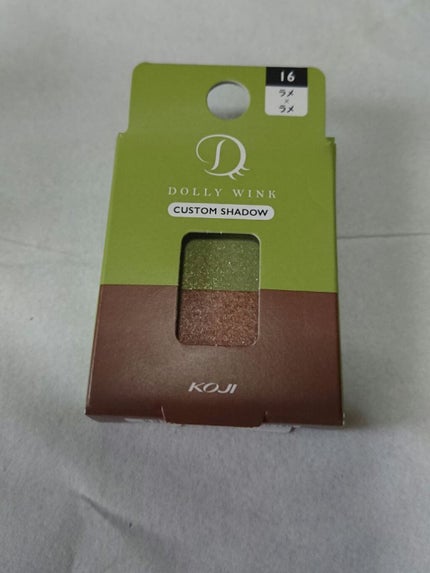 16
ラメ
×
ラメ
D
DOLLY WINK
CUSTOM SHADOW
KOJI